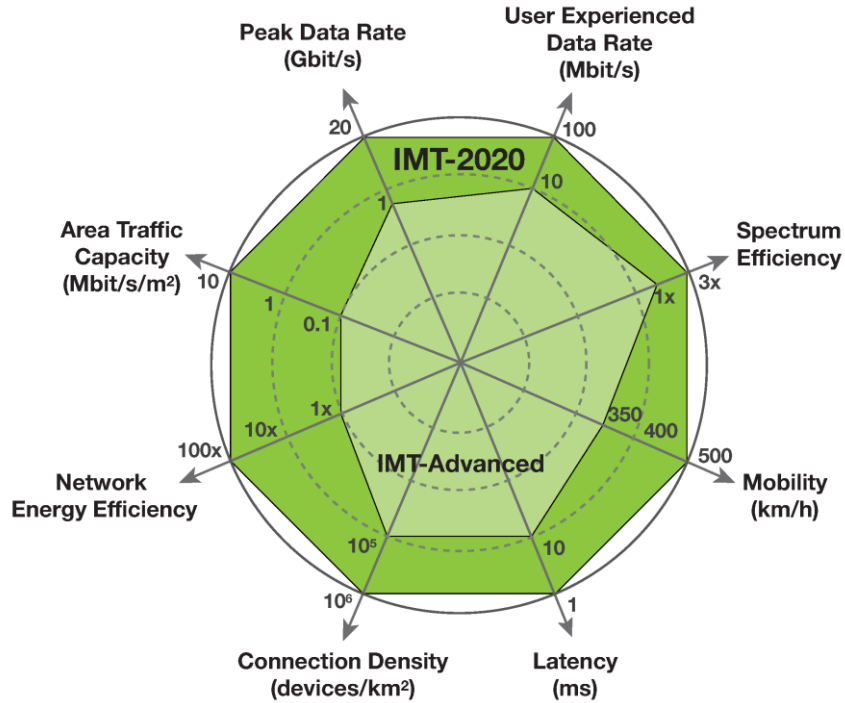 User Experienced
Data Rate
(Mbit/s)
Peak Data Rate
(Gbit/s)
20
100
IMT-2020
10
1
Area Traffic
Capacity
(Mbit/s/m²)
Spectrum
Efficiency
10
1
0.1
1x
3x
1x
10x
100x
350
400
500
IMT-Advanced
Network
Energy Efficiency
Mobility
(km/h)
10⁵
10
10⁶
1
Connection Density
(devices/km²)
Latency
(ms)